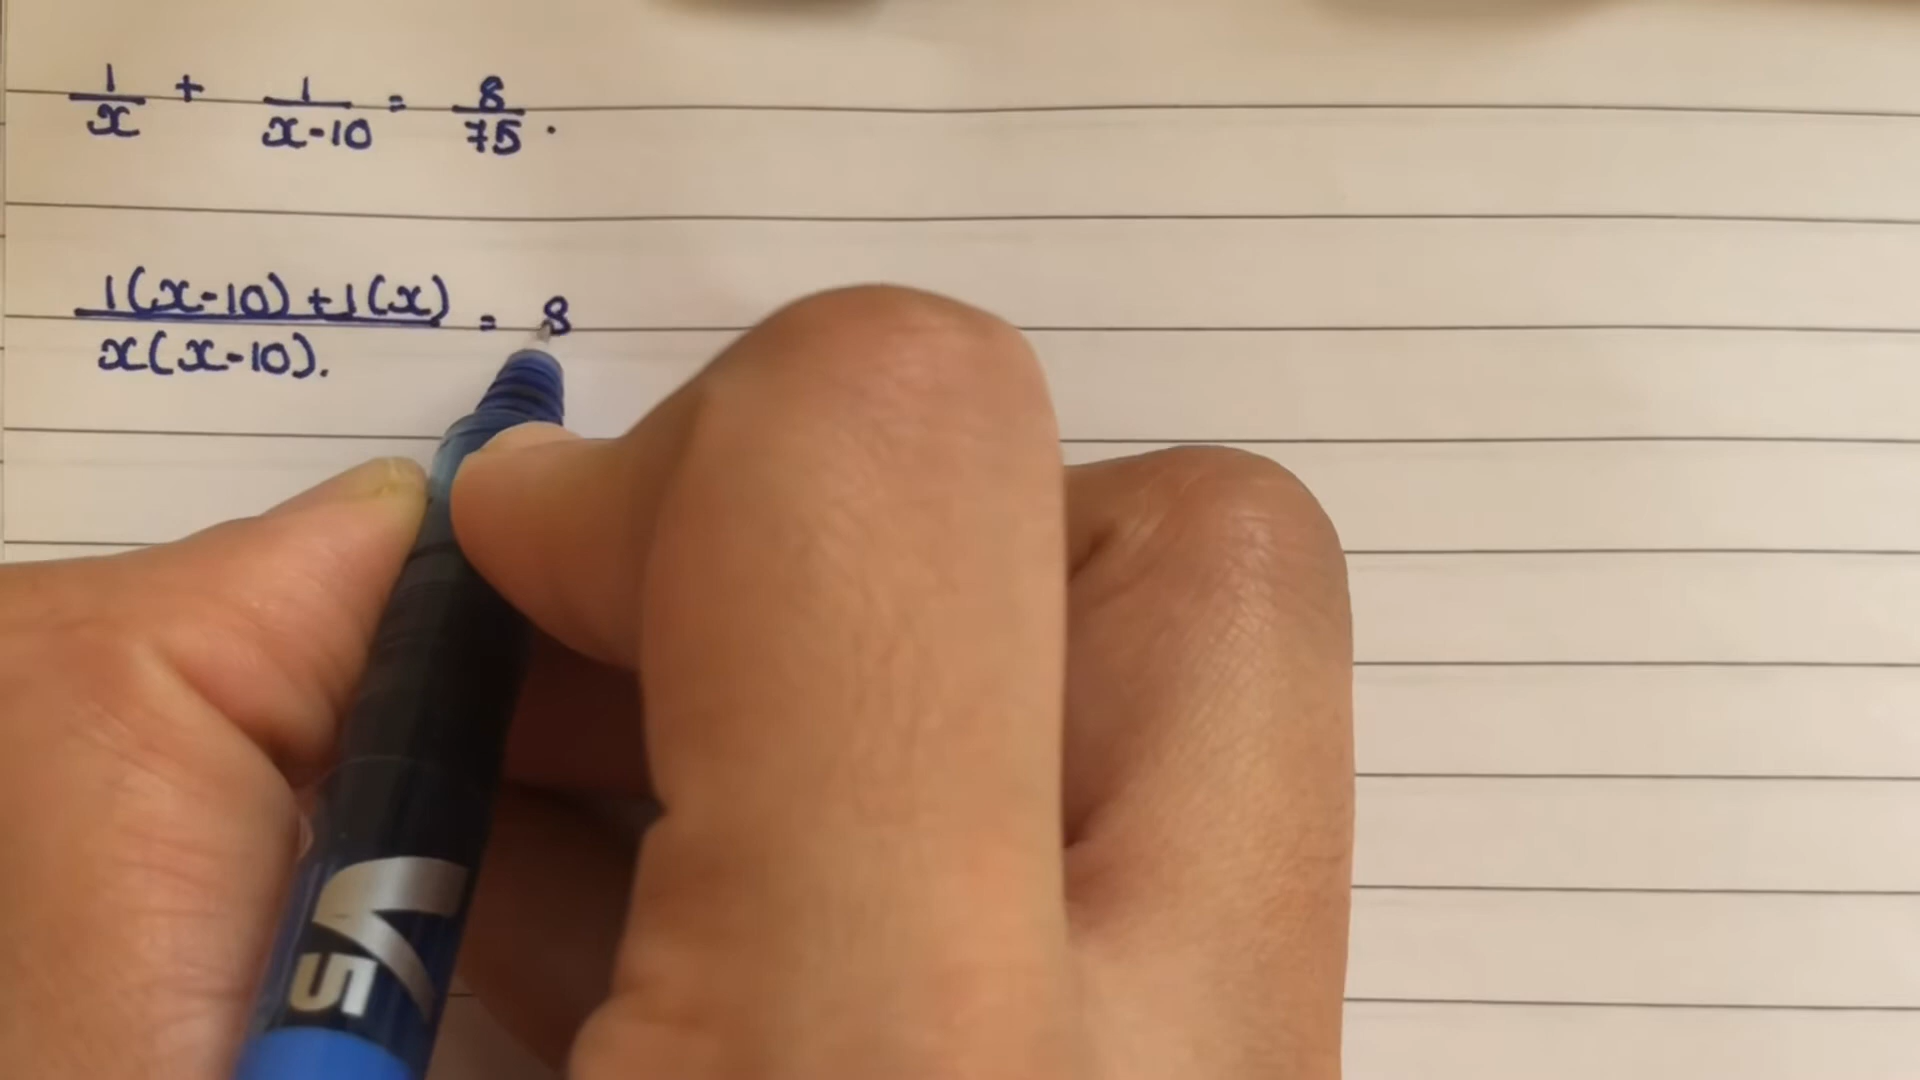 1/x + 1/(x-10) = 8/75.
(1(x-10)+1(x))/(x(x-10).) = 8
V5